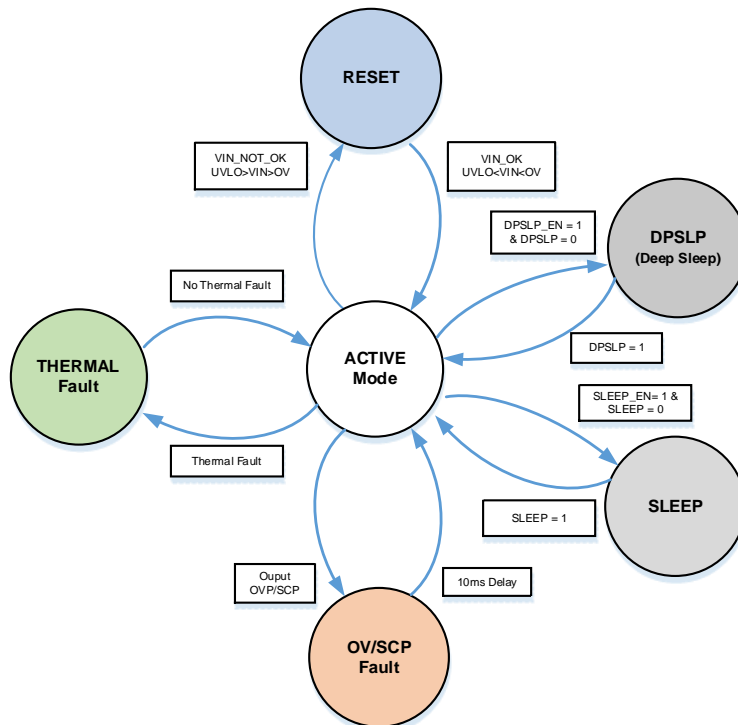 RESET
VIN_NOT_OK
UVLO>VIN>OV
VIN_OK
UVLO<VIN<OV
DPSLP_EN = 1
& DPSLP = 0
DPSLP
(Deep Sleep)
No Thermal Fault
DPSLP = 1
THERMAL
Fault
ACTIVE
Mode
SLEEP_EN= 1 &
SLEEP = 0
Thermal Fault
SLEEP = 1
SLEEP
Ouput
OVP/SCP
10ms Delay
OV/SCP
Fault